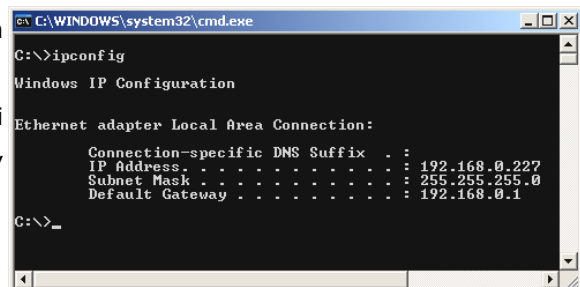 C:\WINDOWS\system32\cmd.exe
C:\>ipconfig
Windows IP Configuration
Ethernet adapter Local Area Connection:
Connection-specific DNS Suffix . :
IP Address. . . . . . . . . . . . : 192.168.0.227
Subnet Mask . . . . . . . . . . . : 255.255.255.0
Default Gateway . . . . . . . . . : 192.168.0.1
C:\>_